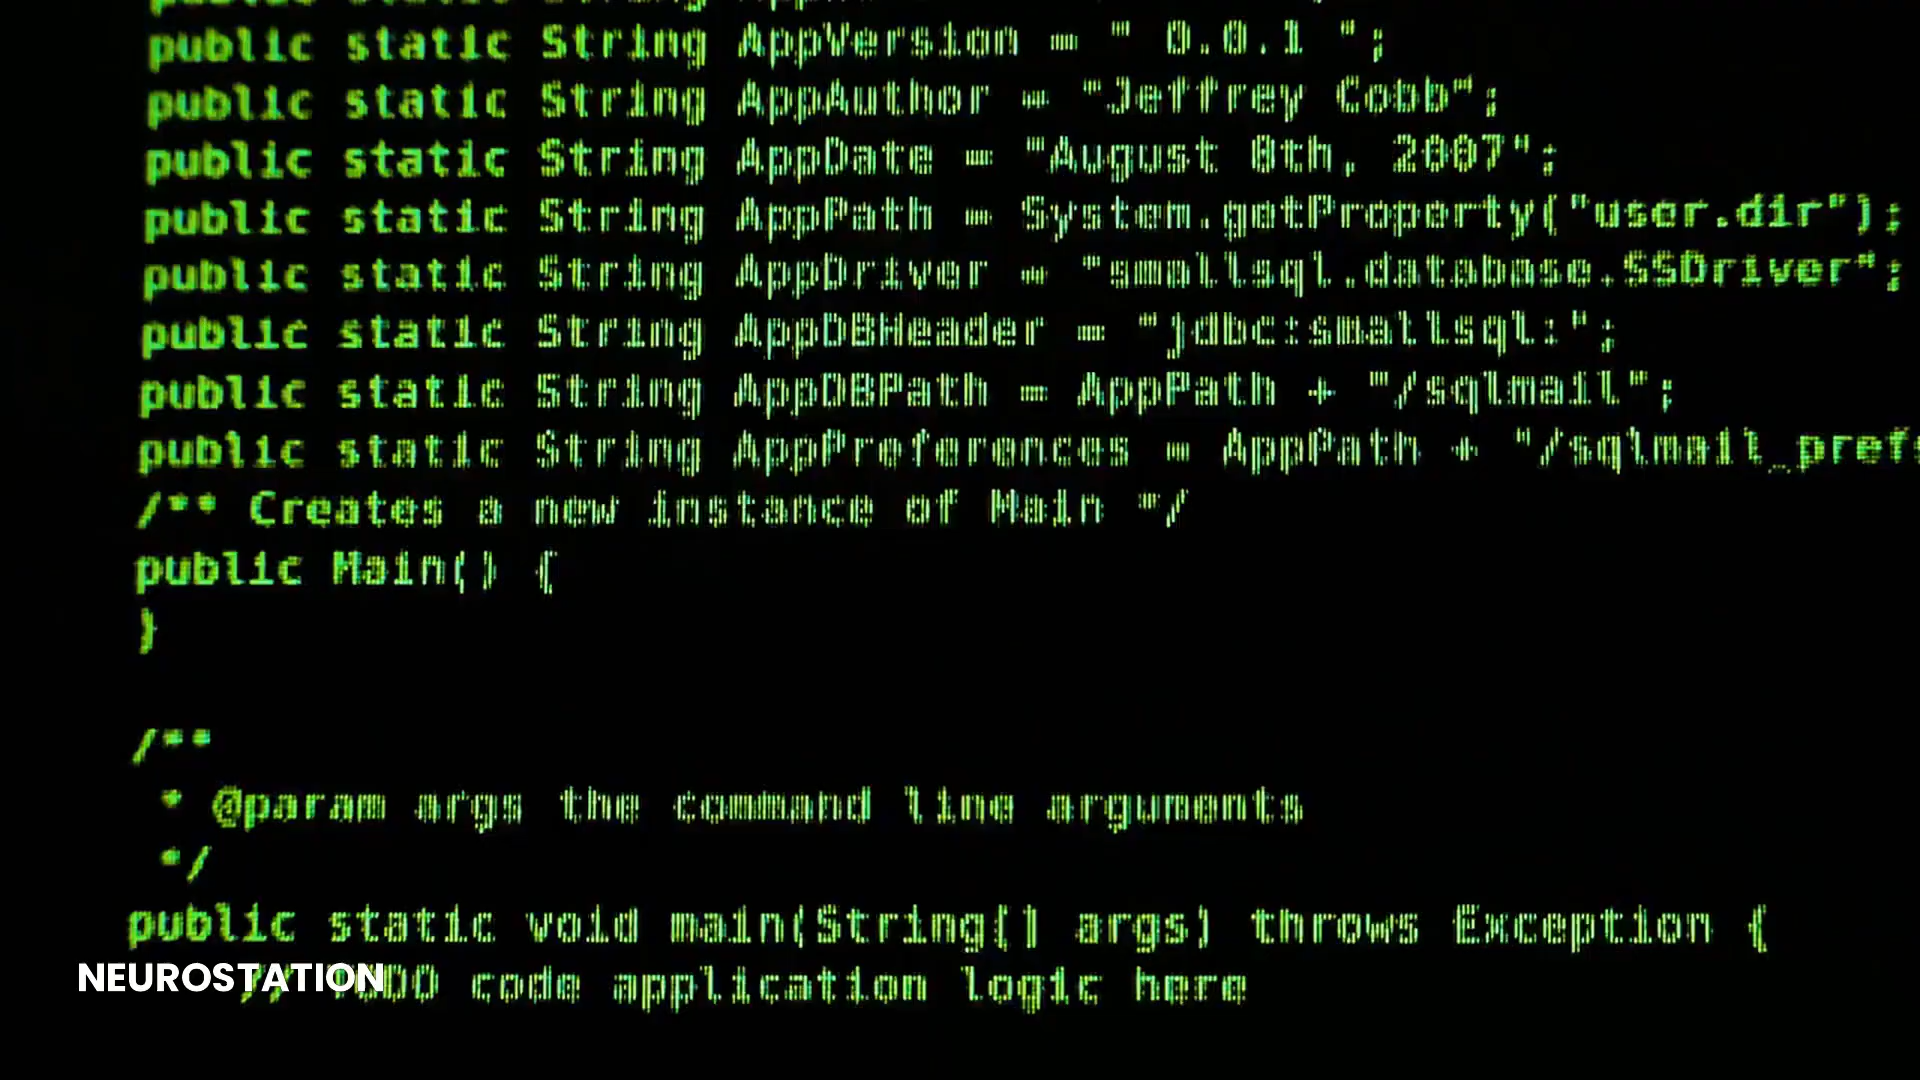 public static String AppVersion = " 0.0.1 ";
public static String AppAuthor = "Jeffrey Cobb";
public static String AppDate = "August 8th, 2007";
public static String AppPath = System.getProperty("user.dir");
public static String AppDriver = "smallsql.database.SSDriver";
public static String AppDBHeader = "jdbc:smallsql:";
public static String AppDBPath = AppPath + "/sqlmail";
public static String AppPreferences = AppPath + "/sqlmail_prefs
/** Creates a new instance of Main */
public Main() {
}
/**
* @param args the command line arguments
*/
public static void main(String[] args) throws Exception {
// TODO code application logic here
NEUROSTATION